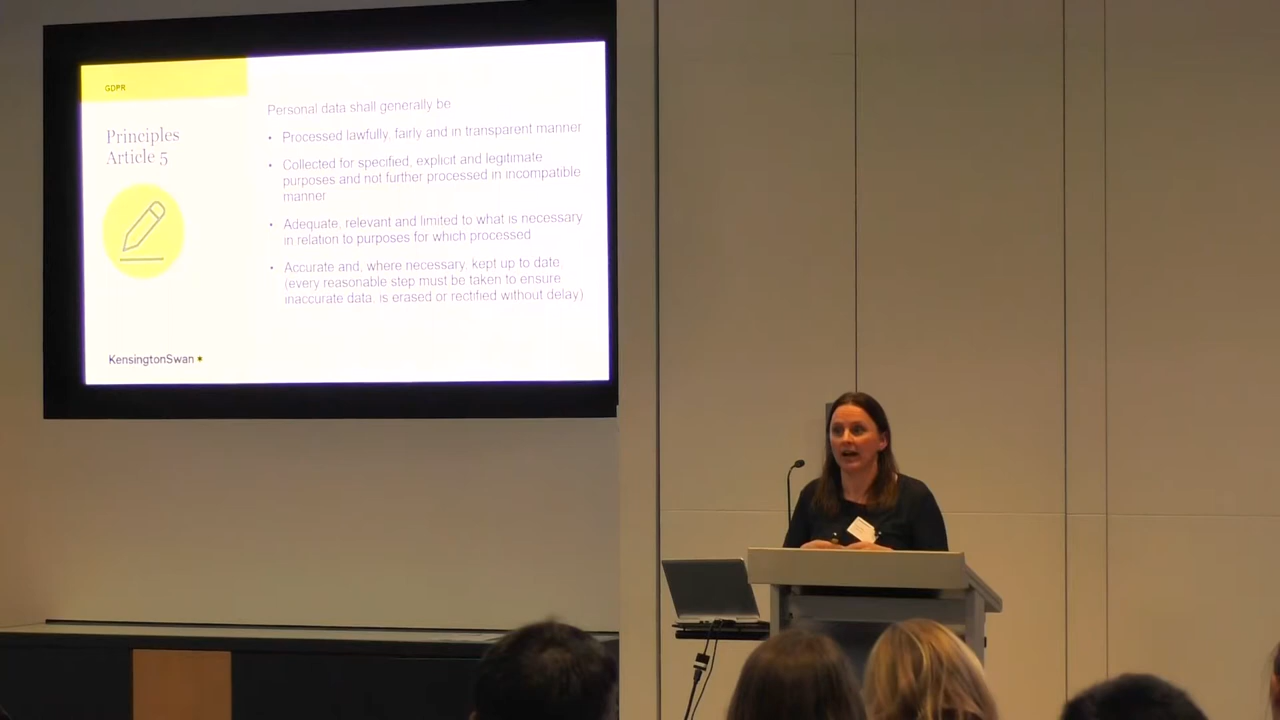 GDPR
Principles
Article 5
Personal data shall generally be
• Processed lawfully, fairly and in transparent manner
• Collected for specified, explicit and legitimate
purposes and not further processed in incompatible
manner
• Adequate, relevant and limited to what is necessary
in relation to purposes for which processed
• Accurate and, where necessary, kept up to date
(every reasonable step must be taken to ensure
inaccurate data, is erased or rectified without delay)
KensingtonSwan